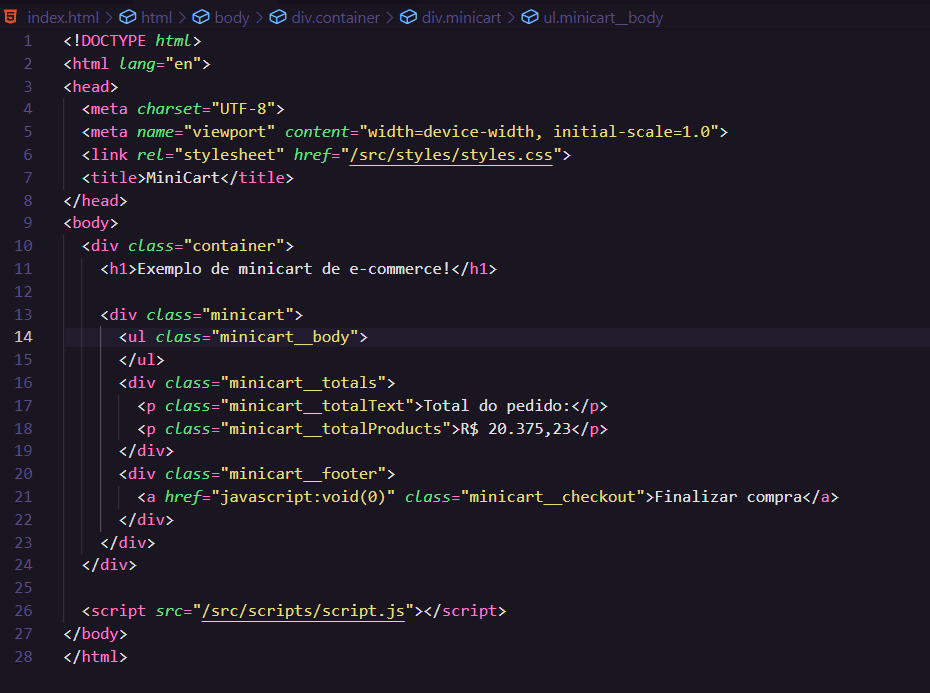 index.html > html > body > div.container > div.minicart > ul.minicart__body
1 <!DOCTYPE html>
2 <html lang="en">
3 <head>
4 <meta charset="UTF-8">
5 <meta name="viewport" content="width=device-width, initial-scale=1.0">
6 <link rel="stylesheet" href="/src/styles/styles.css">
7 <title>MiniCart</title>
8 </head>
9 <body>
10 <div class="container">
11 <h1>Exemplo de minicart de e-commerce!</h1>
12
13 <div class="minicart">
14 <ul class="minicart__body">
15 </ul>
16 <div class="minicart__totals">
17 <p class="minicart__totalText">Total do pedido:</p>
18 <p class="minicart__totalProducts">R$ 20.375,23</p>
19 </div>
20 <div class="minicart__footer">
21 <a href="javascript:void(0)" class="minicart__checkout">Finalizar compra</a>
22 </div>
23 </div>
24 </div>
25
26 <script src="/src/scripts/script.js"></script>
27 </body>
28 </html>